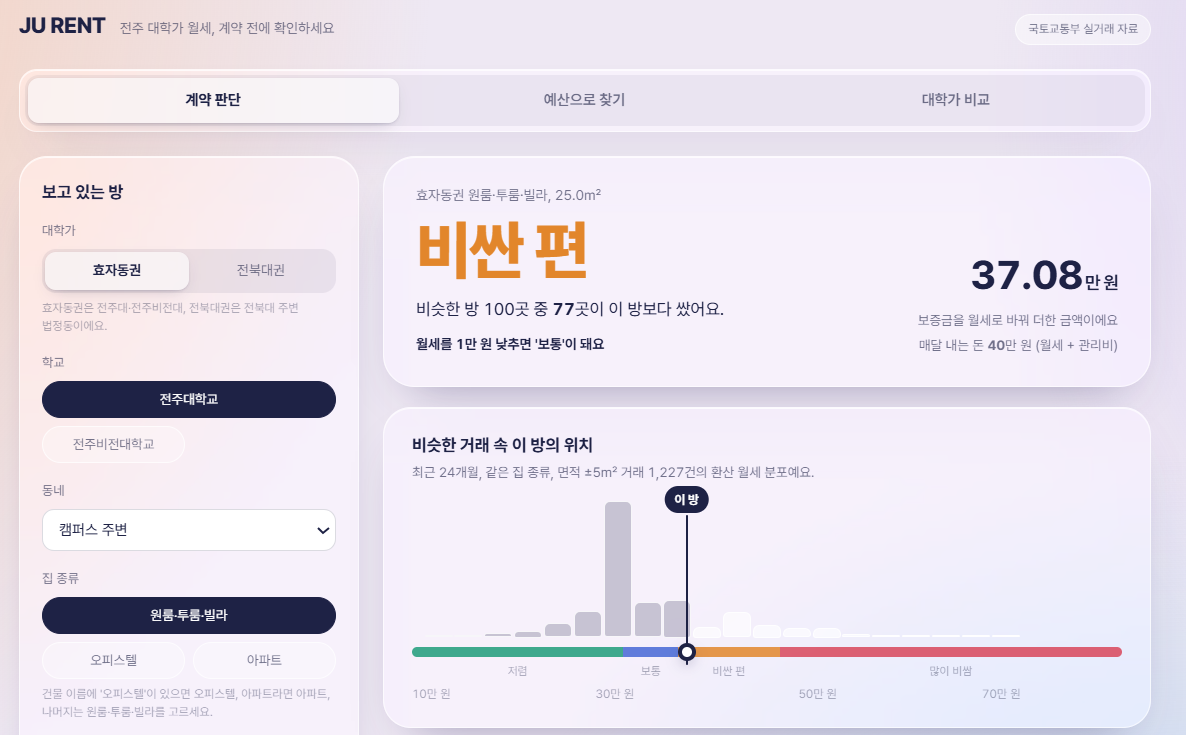 JU RENT
전주 대학가 월세, 계약 전에 확인하세요
국토교통부 실거래 자료
계약 판단
예산으로 찾기
대학가 비교
보고 있는 방
대학가
효자동권
전북대권
효자동권은 전주대·전주비전대, 전북대권은 전북대 주변
법정동이에요.
학교
전주대학교
전주비전대학교
동네
캠퍼스 주변
집 종류
원룸·투룸·빌라
오피스텔
아파트
건물 이름에 '오피스텔'이 있으면 오피스텔, 아파트라면 아파트,
나머지는 원룸·투룸·빌라를 고르세요.
효자동권 원룸·투룸·빌라, 25.0m²
비싼 편
비슷한 방 100곳 중 77곳이 이 방보다 쌌어요.
월세를 1만 원 낮추면 '보통'이 돼요
37.08만 원
보증금을 월세로 바꿔 더한 금액이에요
매달 내는 돈 40만 원 (월세 + 관리비)
비슷한 거래 속 이 방의 위치
최근 24개월, 같은 집 종류, 면적 ±5m² 거래 1,227건의 환산 월세 분포예요.
이 방
저렴
보통
비싼 편
많이 비쌈
10만 원
30만 원
50만 원
70만 원